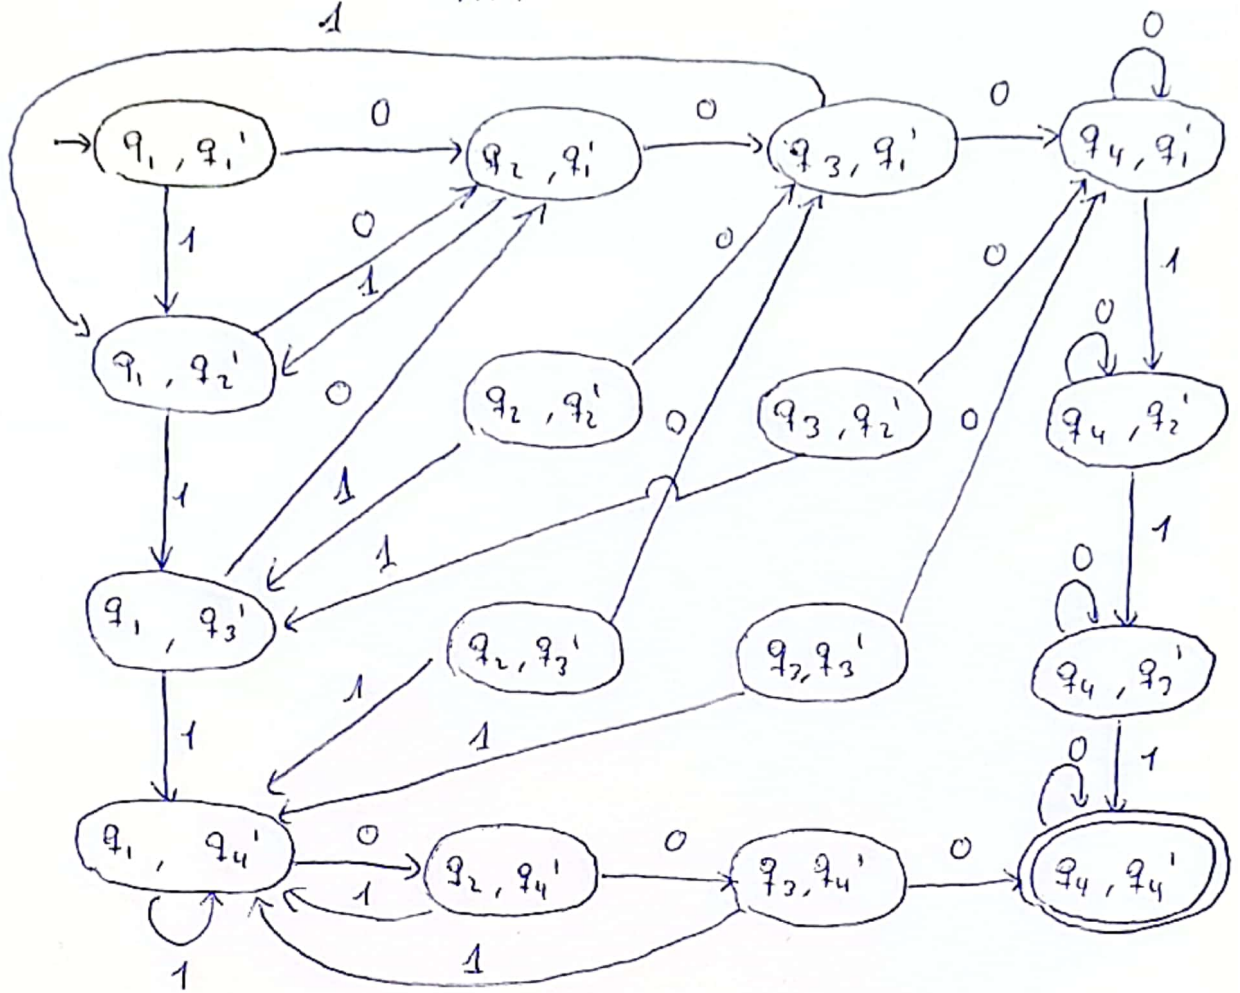 1
0
→ q₁ , q₁'
0
q₂ , q₁'
0
q₃, q₁'
0
q₄, q₁'
1
0
1
0
0
1
0
q₁ , q₂'
0
q₂ , q₂'
0
q₃ , q₂'
0
q₄ , q₂'
1
1
1
0
1
q₁ , q₃'
q₂, q₃'
q₃, q₃'
q₄ , q₃'
1
1
1
0
1
q₁ , q₄'
0
q₂, q₄'
0
q₃, q₄'
0
q₄, q₄'
1
1
1